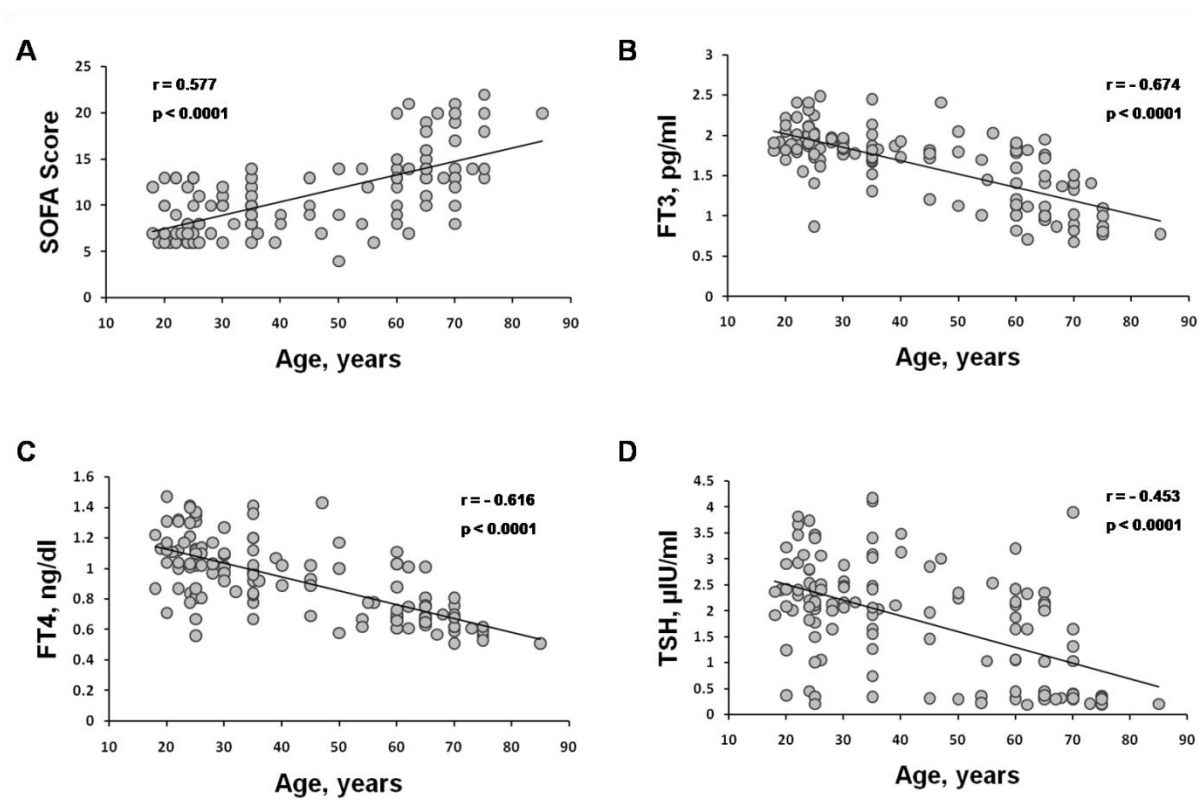 A
SOFA Score
25
20
15
10
5
0
r = 0.577
p < 0.0001
10 20 30 40 50 60 70 80 90
Age, years
B
FT3, pg/ml
3
2.5
2
1.5
1
0.5
0
r = - 0.674
p < 0.0001
10 20 30 40 50 60 70 80 90
Age, years
C
FT4, ng/dl
1.6
1.4
1.2
1
0.8
0.6
0.4
0.2
0
r = - 0.616
p < 0.0001
10 20 30 40 50 60 70 80 90
Age, years
D
TSH, µIU/ml
4.5
4
3.5
3
2.5
2
1.5
1
0.5
0
r = - 0.453
p < 0.0001
10 20 30 40 50 60 70 80 90
Age, years